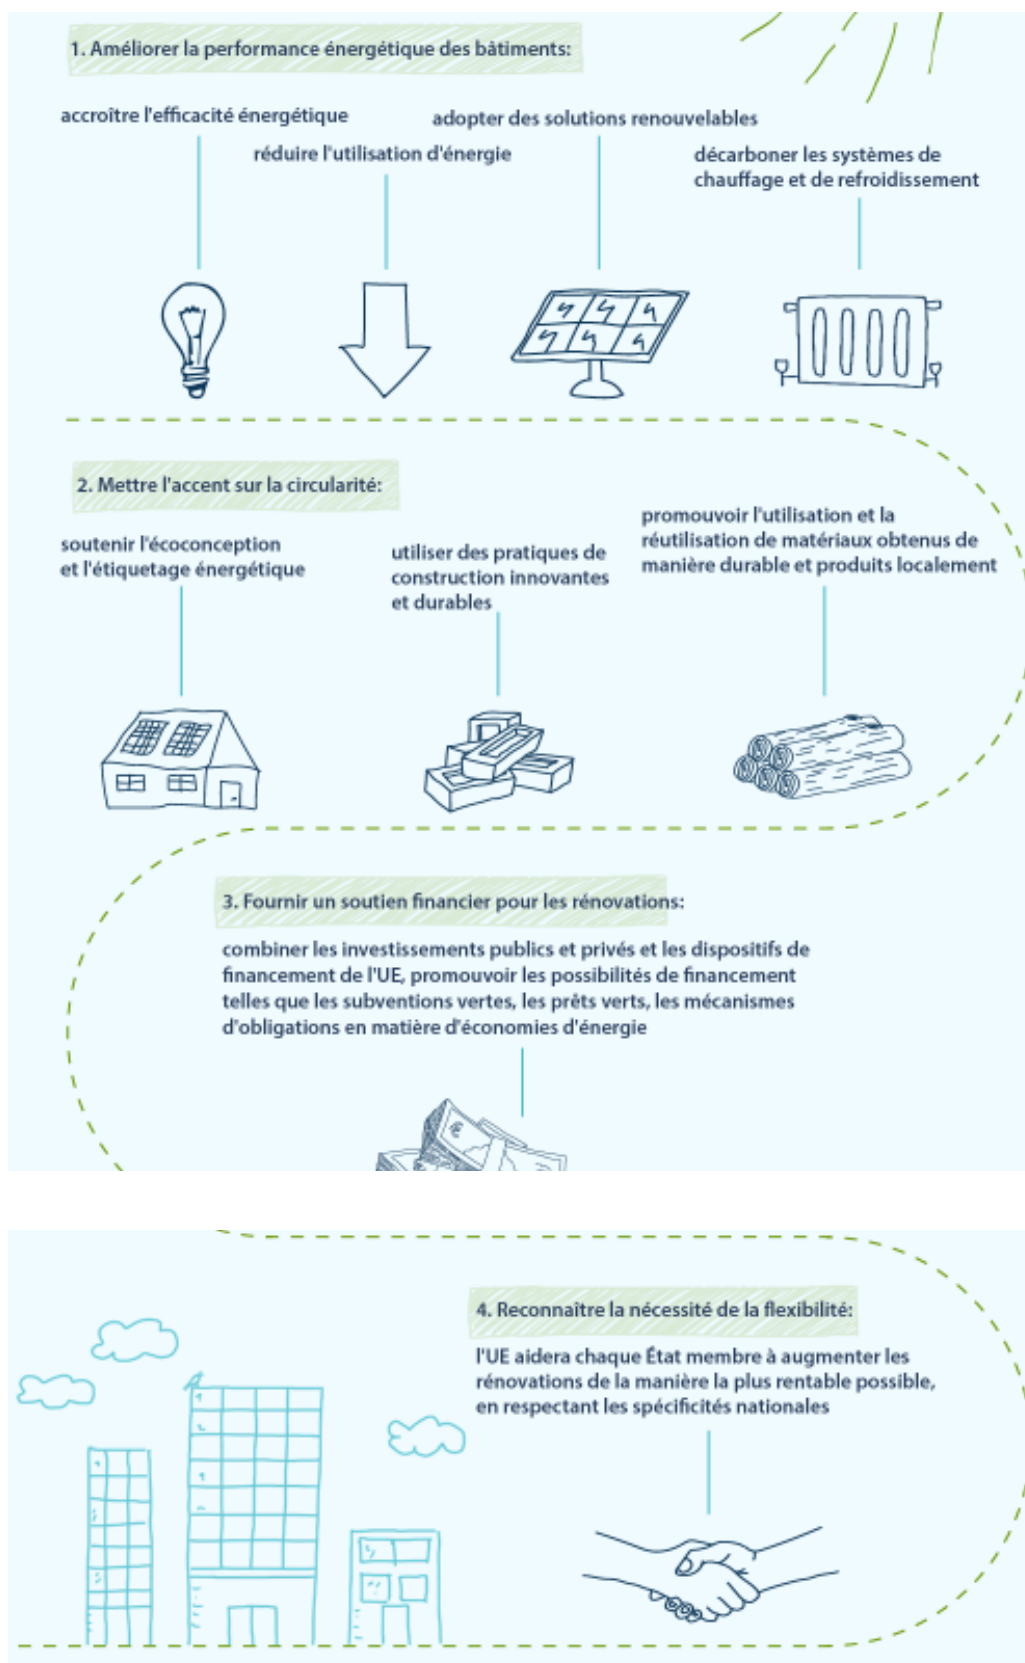 1. Améliorer la performance énergétique des bâtiments:
accroître l'efficacité énergétique
réduire l'utilisation d'énergie
adopter des solutions renouvelables
décarboner les systèmes de
chauffage et de refroidissement
2. Mettre l'accent sur la circularité:
soutenir l'écoconception
et l'étiquetage énergétique
utiliser des pratiques de
construction innovantes
et durables
promouvoir l'utilisation et la
réutilisation de matériaux obtenus de
manière durable et produits localement
3. Fournir un soutien financier pour les rénovations:
combiner les investissements publics et privés et les dispositifs de
financement de l'UE, promouvoir les possibilités de financement
telles que les subventions vertes, les prêts verts, les mécanismes
d'obligations en matière d'économies d'énergie
€
4. Reconnaître la nécessité de la flexibilité:
l'UE aidera chaque État membre à augmenter les
rénovations de la manière la plus rentable possible,
en respectant les spécificités nationales